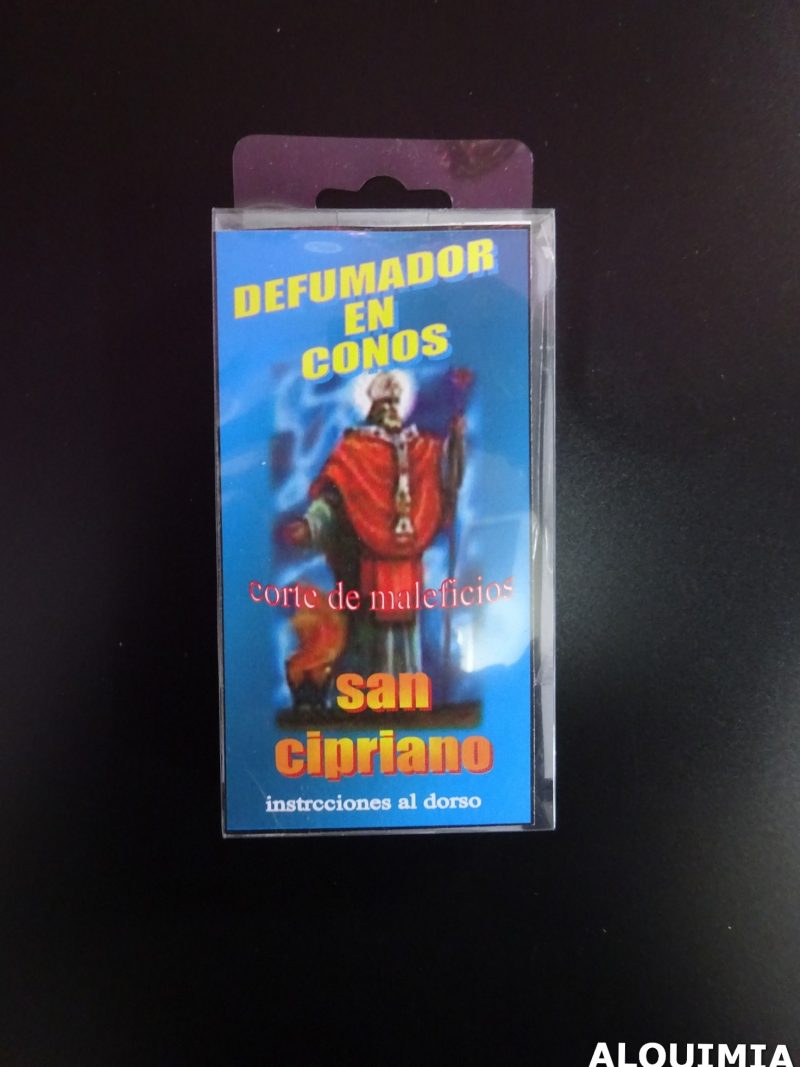 DEFUMADOR
EN
CONOS
corte de maleficios
san
cipriano
instrcciones al dorso
ALQUIMIA